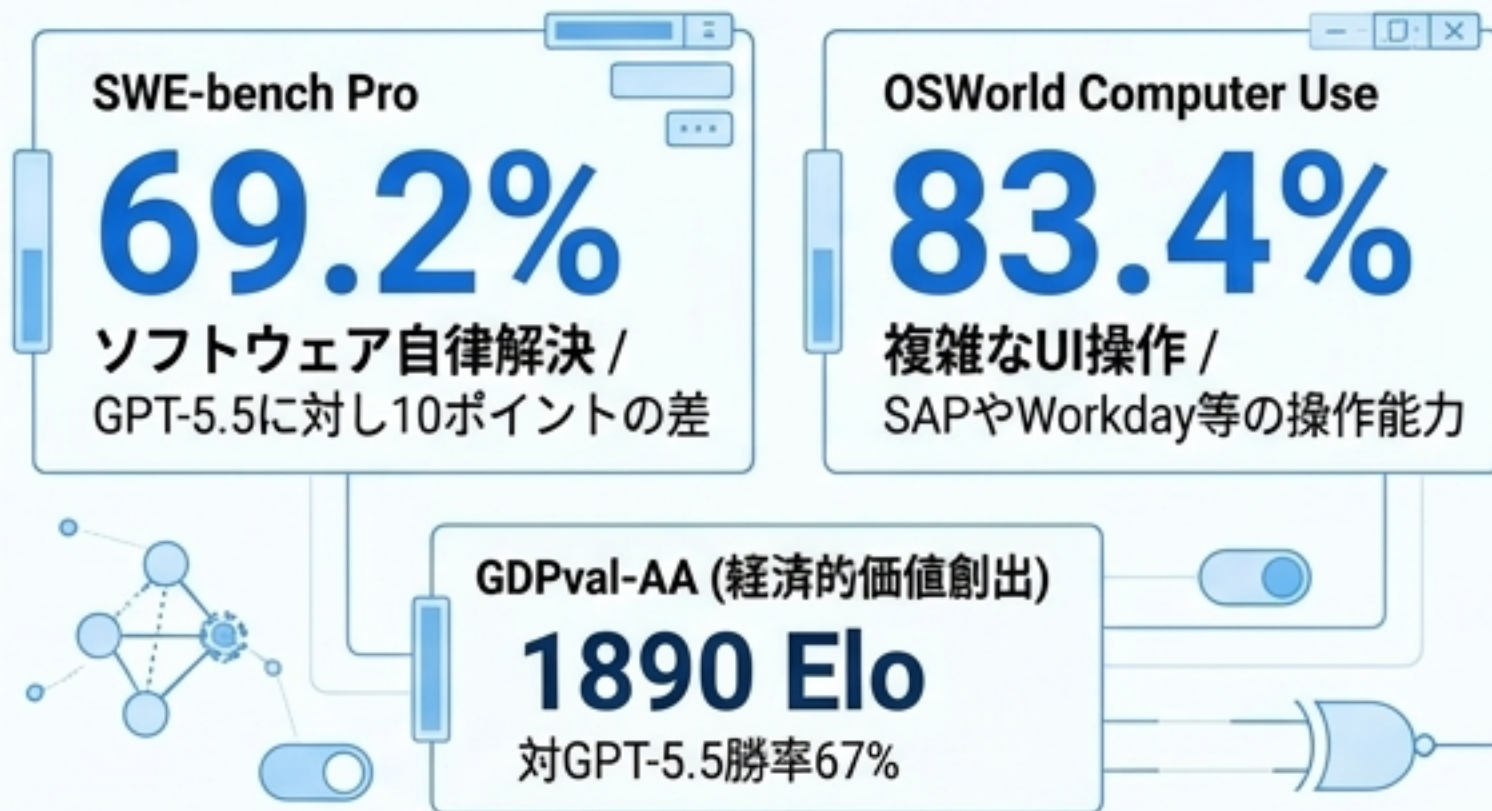 SWE-bench Pro
69.2%
ソフトウェア自律解決 /
GPT-5.5に対し10ポイントの差
OSWorld Computer Use
83.4%
複雑なUI操作 /
SAPやWorkday等の操作能力
GDPval-AA (経済的価値創出)
1890 Elo
対GPT-5.5勝率67%